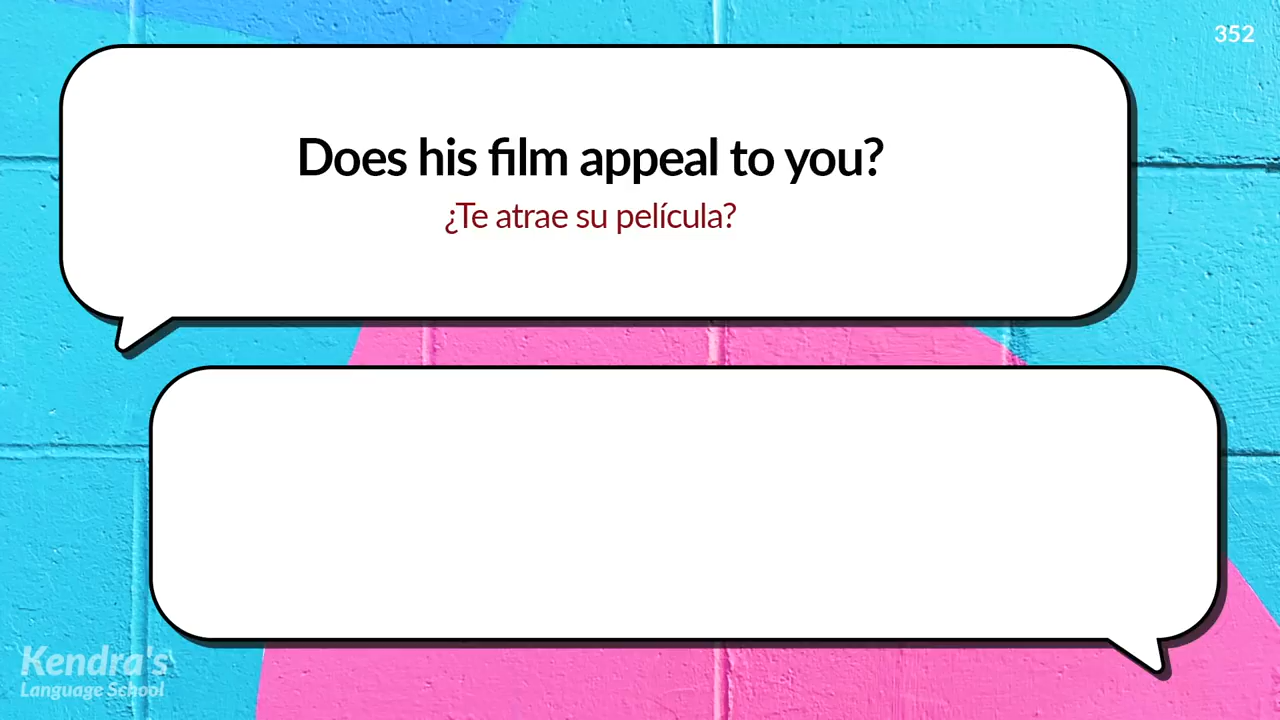 352
Does his film appeal to you?
¿Te atrae su película?
Kendra's
Language School